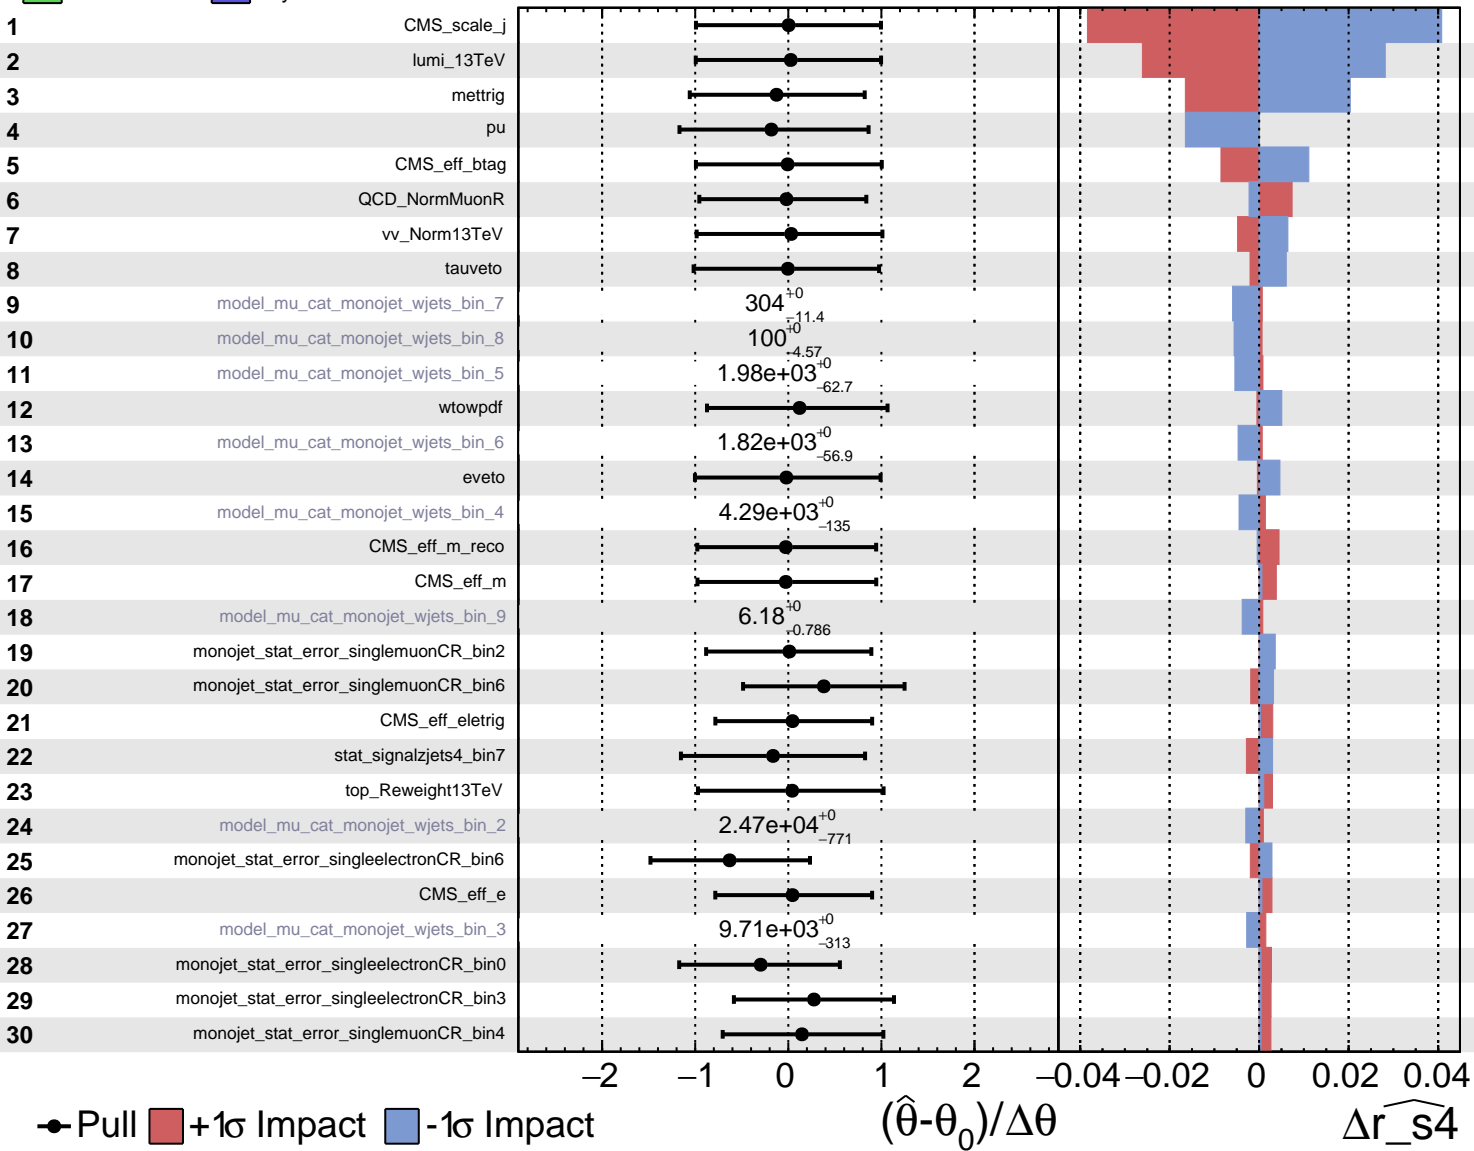 1 CMS_scale_j
2 lumi_13TeV
3 mettrig
4 pu
5 CMS_eff_btag
6 QCD_NormMuonR
7 vv_Norm13TeV
8 tauveto
9 model_mu_cat_monojet_wjets_bin_7 304 +0 −11.4
10 model_mu_cat_monojet_wjets_bin_8 100 +0 −4.57
11 model_mu_cat_monojet_wjets_bin_5 1.98e+03 +0 −62.7
12 wtowpdf
13 model_mu_cat_monojet_wjets_bin_6 1.82e+03 +0 −56.9
14 eveto
15 model_mu_cat_monojet_wjets_bin_4 4.29e+03 +0 −135
16 CMS_eff_m_reco
17 CMS_eff_m
18 model_mu_cat_monojet_wjets_bin_9 6.18 +0 −0.786
19 monojet_stat_error_singlemuonCR_bin2
20 monojet_stat_error_singlemuonCR_bin6
21 CMS_eff_eletrig
22 stat_signalzjets4_bin7
23 top_Reweight13TeV
24 model_mu_cat_monojet_wjets_bin_2 2.47e+04 +0 −771
25 monojet_stat_error_singleelectronCR_bin6
26 CMS_eff_e
27 model_mu_cat_monojet_wjets_bin_3 9.71e+03 +0 −313
28 monojet_stat_error_singleelectronCR_bin0
29 monojet_stat_error_singleelectronCR_bin3
30 monojet_stat_error_singlemuonCR_bin4
−2 −1 0 1 2 −0.04 −0.02 0 0.02 0.04
Pull +1σ Impact -1σ Impact (θ̂-θ₀)/Δθ Δr_s4̂